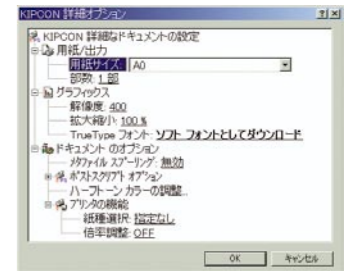 KIPCON 詳細オプション
KIPCON 詳細なドキュメントの設定
用紙/出力
用紙サイズ: A0
部数: 1 部
グラフィックス
解像度: 400
拡大縮小: 100 %
TrueType フォント: ソフト フォントとしてダウンロード
ドキュメント のオプション
メタファイル スプーリング: 無効
ポストスクリプト オプション
ハーフトーン カラーの調整...
プリンタの機能
紙種選択: 指定なし
倍率調整: OFF
OK キャンセル